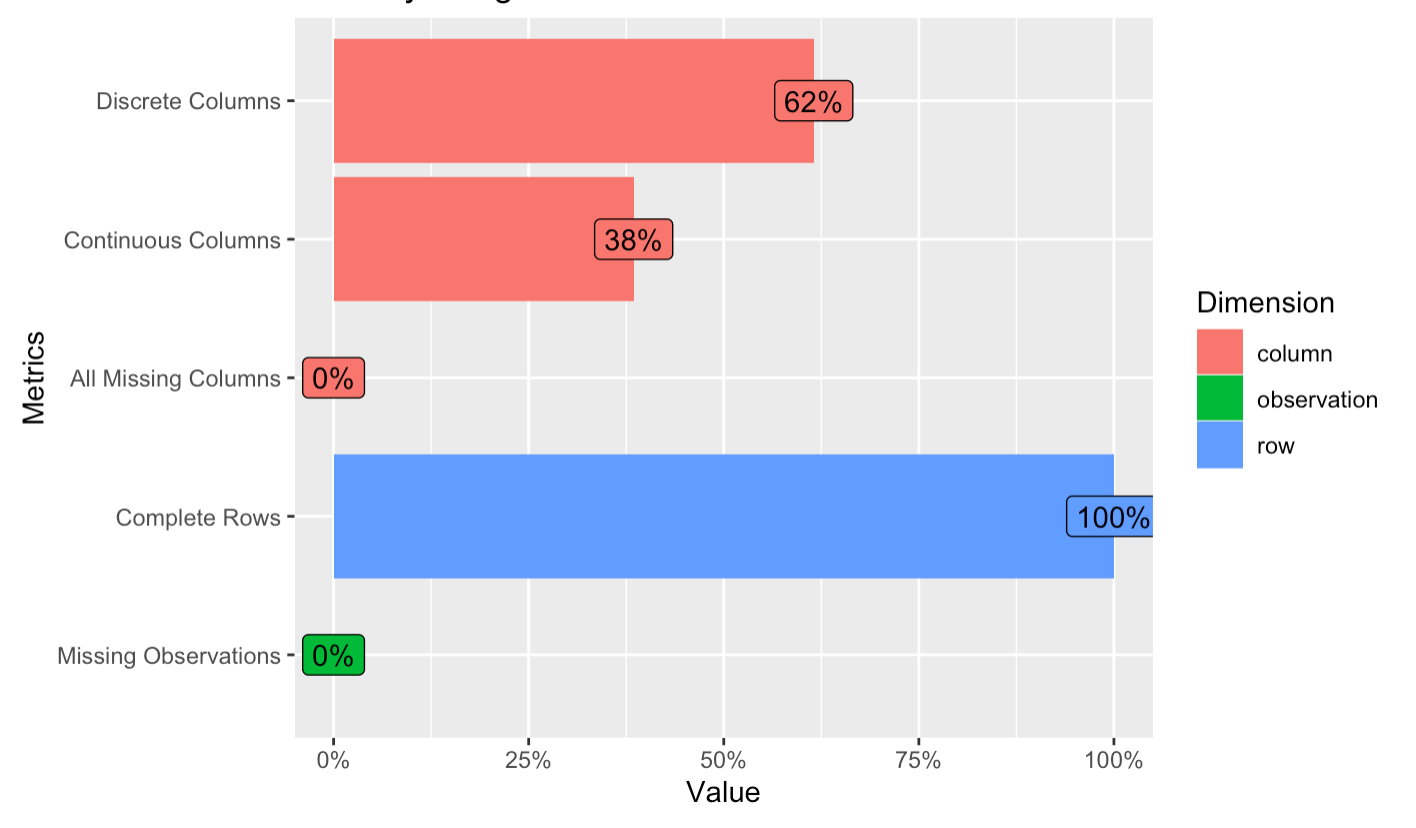 Discrete Columns
62%
Continuous Columns
38%
All Missing Columns
0%
Complete Rows
100%
Missing Observations
0%
0%
25%
50%
75%
100%
Value
Metrics
Dimension
column
observation
row